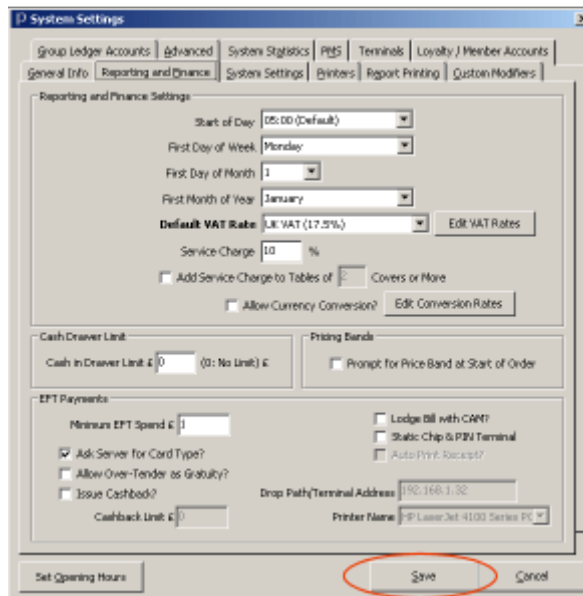 System Settings
Group Ledger Accounts Advanced System Statistics PMS Terminals Loyalty / Member Accounts
General Info Reporting and Finance System Settings Printers Report Printing Custom Modifiers
Reporting and Finance Settings
Start of Day 05:00 (Default)
First Day of Week Monday
First Day of Month 1
First Month of Year January
Default VAT Rate UK VAT (17.5%) Edit VAT Rates
Service Charge 10 %
Add Service Charge to Tables of 2 Covers or More
Allow Currency Conversion? Edit Conversion Rates
Cash Drawer Limit Pricing Bands
Cash in Drawer Limit £ 0 (0: No Limit) £ Prompt for Price Band at Start of Order
EFT Payments
Minimum EFT Spend £ 1 Lodge Bill with CAM?
Static Chip & PIN Terminal
Ask Server for Card Type? Auto Print Receipt?
Allow Over-Tender as Gratuity?
Issue Cashback? Drop Path/Terminal Address 192.168.1.32
Cashback Limit £ 0 Printer Name HP LaserJet 4100 Series PC
Set Opening Hours Save Cancel